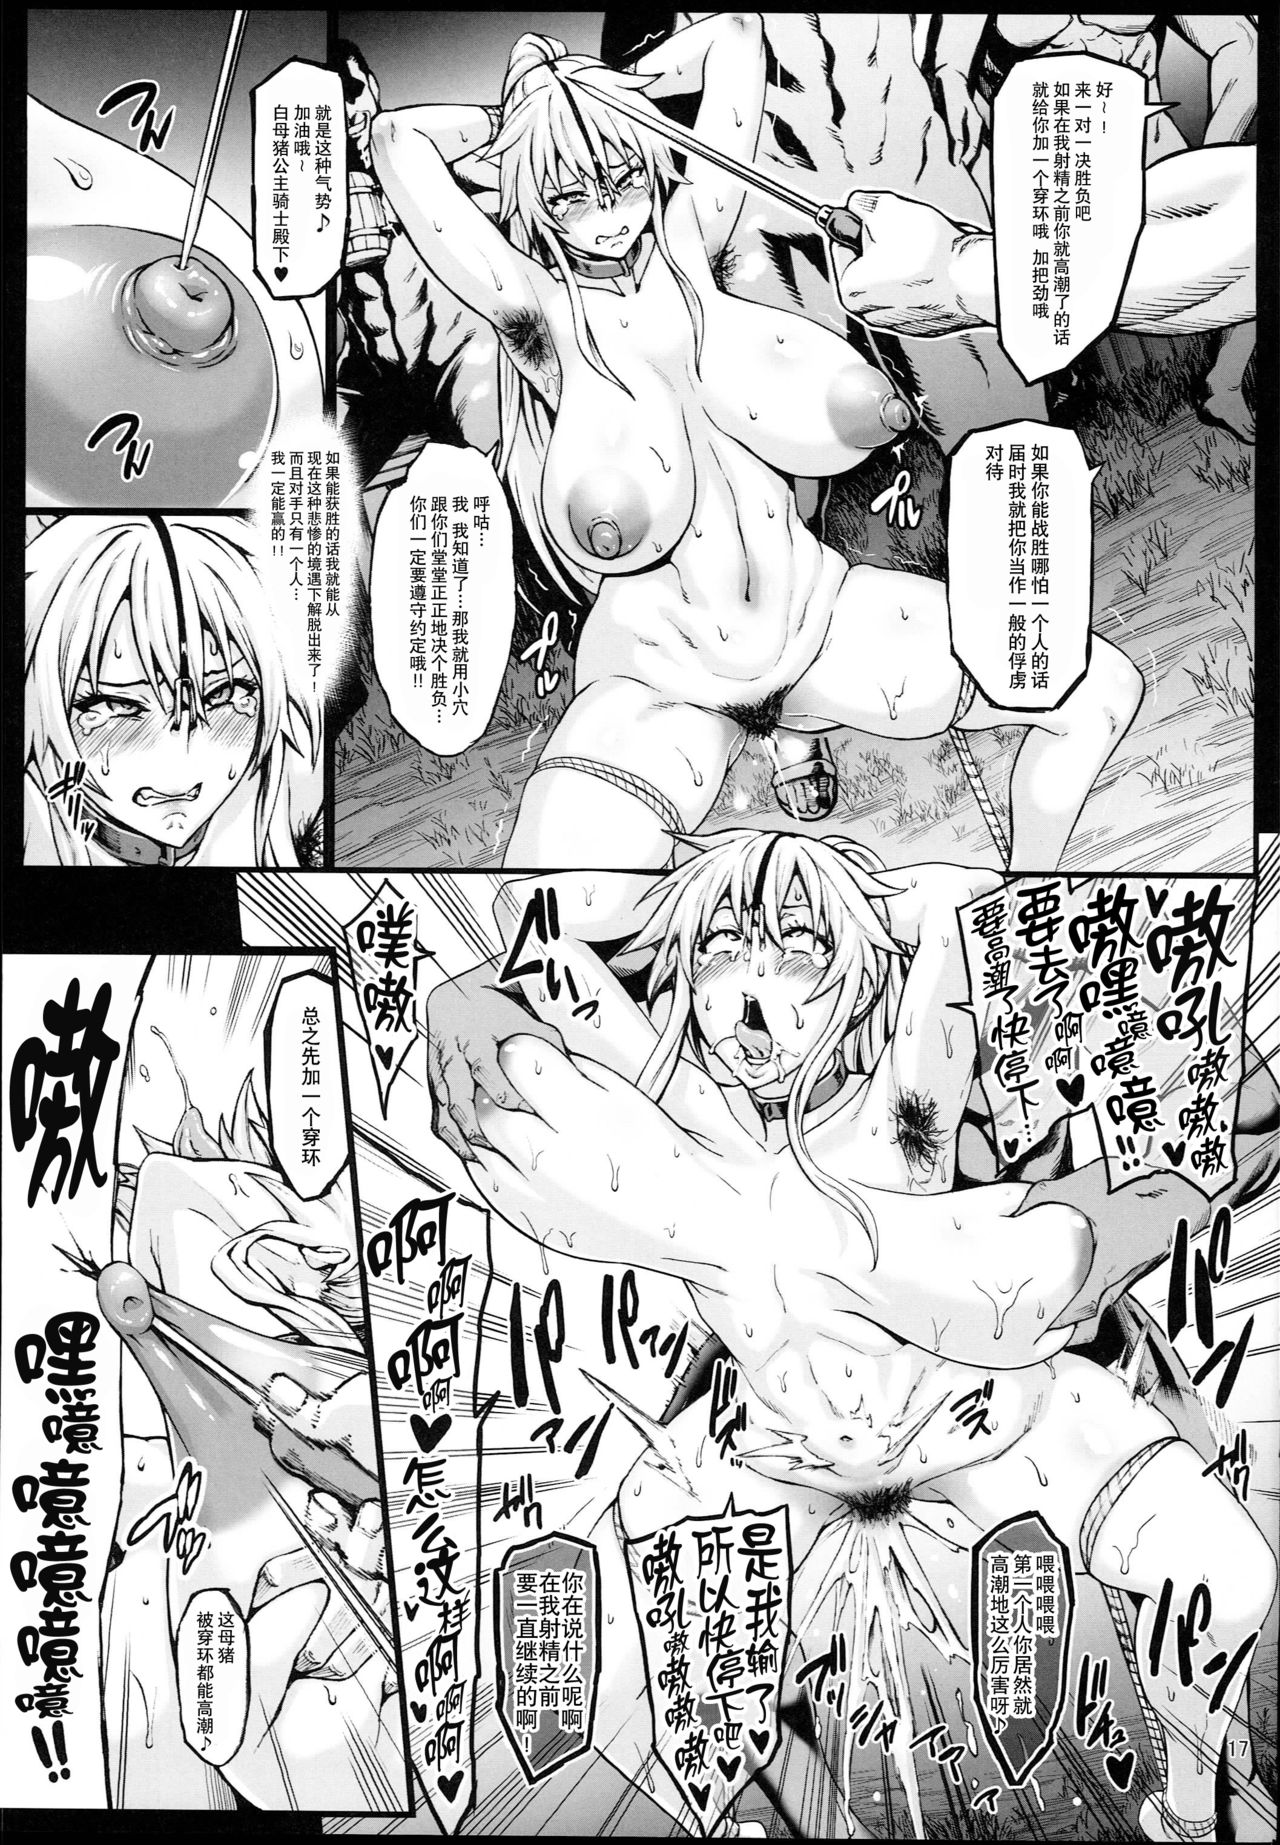 好～！
来一对一决胜负吧
如果在我射精之前你就高潮了的话
就给你加一个穿环哦 加把劲哦
如果你能战胜哪怕一个人的话
届时我就把你当作一般的俘虏
对待
呼咕…
我 我知道了…那我就用小穴
跟你们堂堂正正地决个胜负…
你们一定要遵守约定哦!!
就是这种气势♪
加油哦～
白母猪公主骑士殿下♥
如果能获胜的话我就能从
现在这种悲惨的境遇下解脱出来了!
而且对手只有一个人…
我一定能赢的!!
嗷吼嗷嗷,嗷
嗷嘿噫噫噫!!
要去了啊啊♥
要高潮了快停下…
噗嗷
喂喂喂喂
第一个人你居然就
高潮地这么厉害呀♪
是我输了
所以快停下吧
嗷吼嗷嗷嗷嗷
你在说什么呢啊
在我射精之前
要一直继续的啊!
啊啊啊啊啊♥怎么这样啊啊啊
总之先加一个穿环
这母猪
被穿环都能高潮♪
嗷
嘿噫噫噫噫噫!!
17